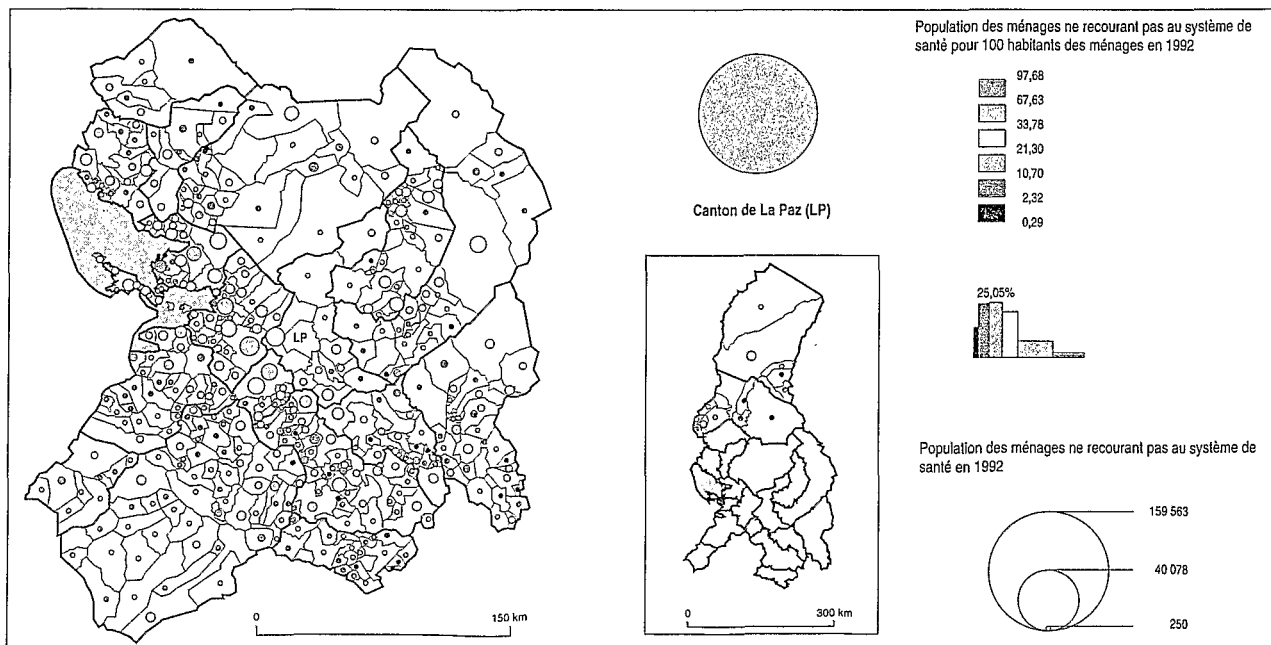 Population des ménages ne recourant pas au système de
santé pour 100 habitants des ménages en 1992
97,68
67,63
33,78
21,30
10,70
2,32
0,29
Canton de La Paz (LP)
LP
25,05%
Population des ménages ne recourant pas au système de
santé en 1992
159 563
40 078
250
0 150 km
0 300 km